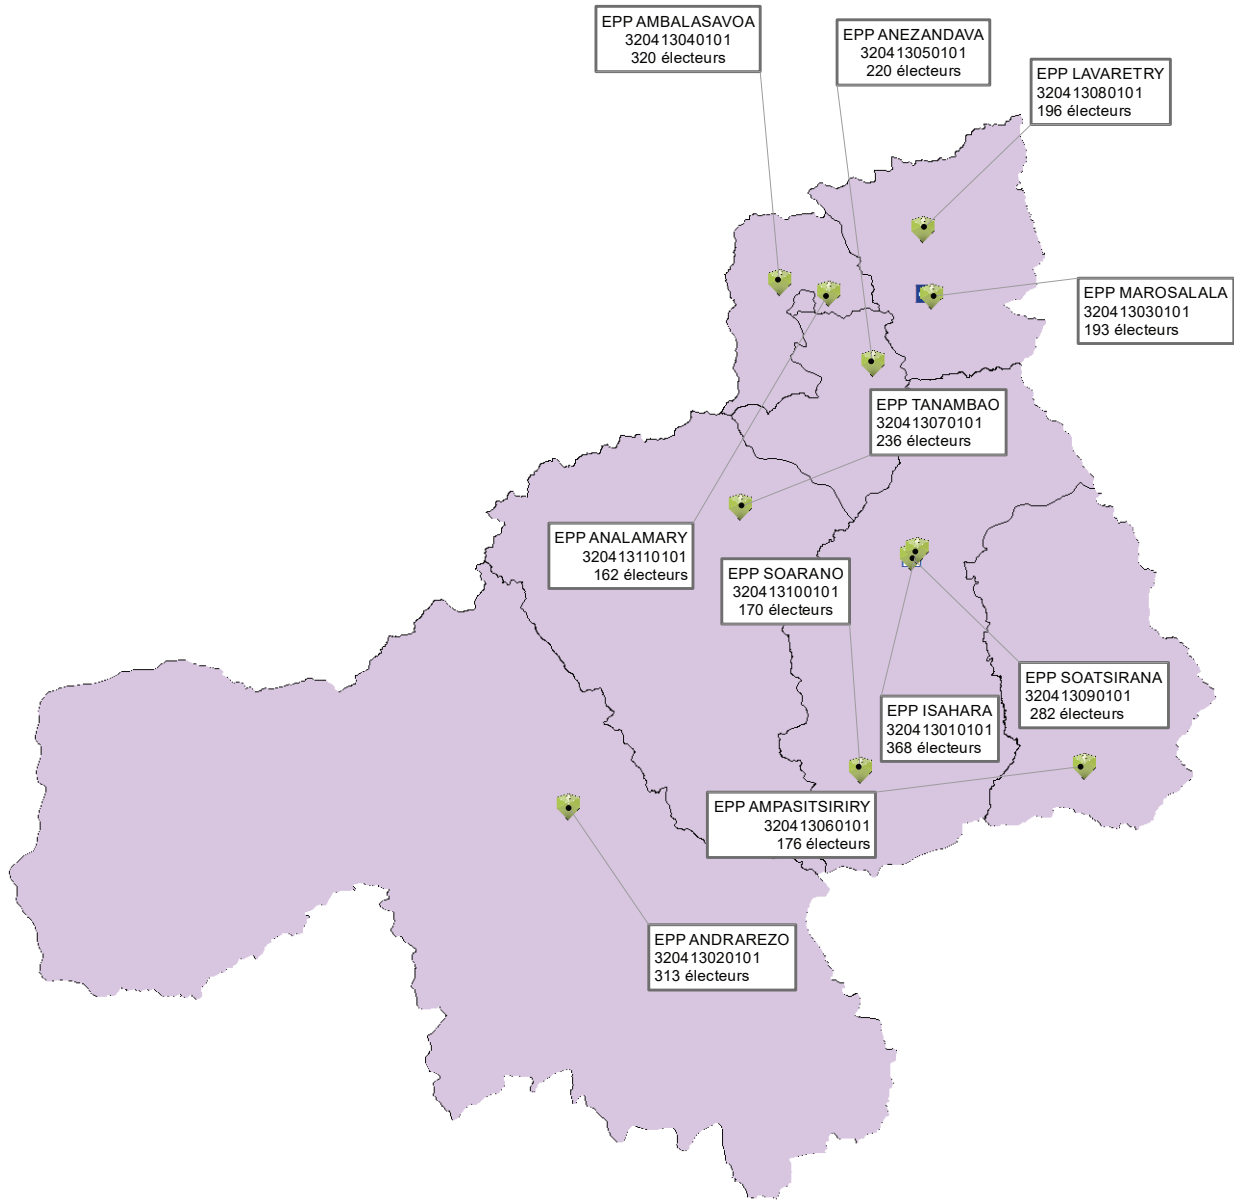 EPP AMBALASAVOA
320413040101
320 électeurs
EPP ANEZANDAVA
320413050101
220 électeurs
EPP LAVARETRY
320413080101
196 électeurs
EPP MAROSALALA
320413030101
193 électeurs
EPP TANAMBAO
320413070101
236 électeurs
EPP ANALAMARY
320413110101
162 électeurs
EPP SOARANO
320413100101
170 électeurs
EPP SOATSIRANA
320413090101
282 électeurs
EPP ISAHARA
320413010101
368 électeurs
EPP AMPASITSIRIRY
320413060101
176 électeurs
EPP ANDRAREZO
320413020101
313 électeurs